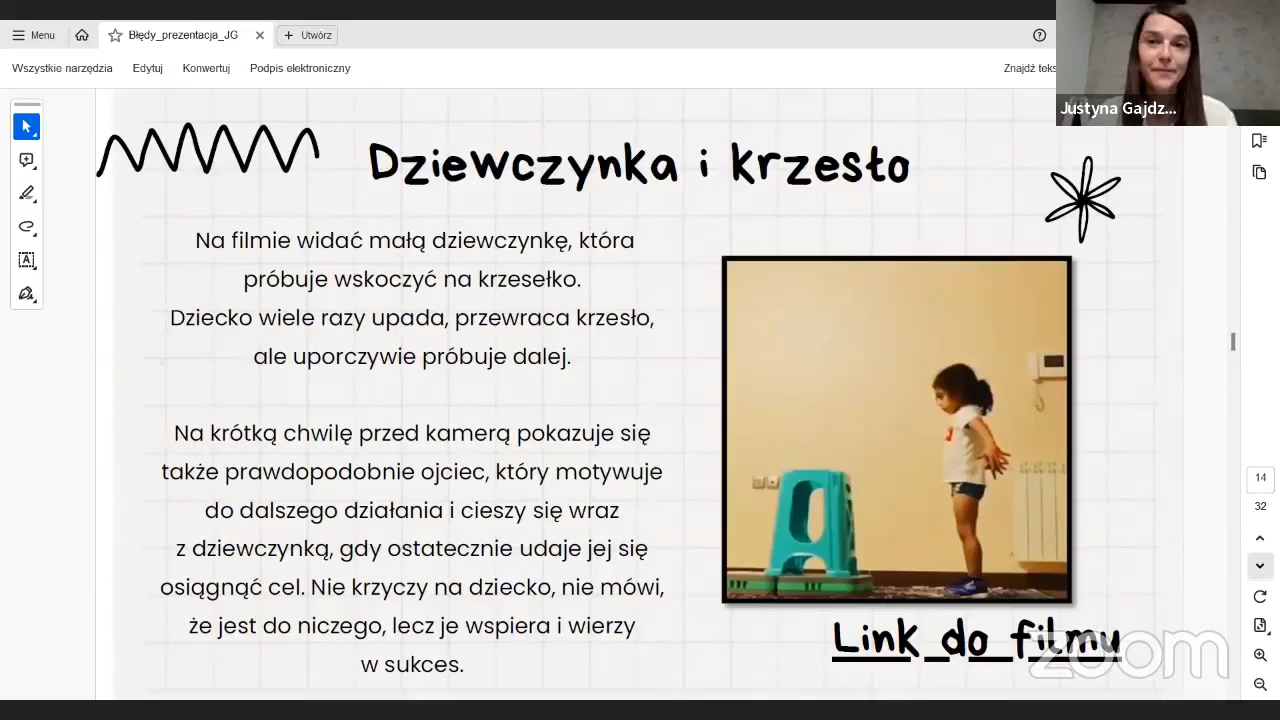 Menu
Błędy_prezentacja_JG
Utwórz
Wszystkie narzędzia
Edytuj
Konwertuj
Podpis elektroniczny
Znajdź teks
Justyna Gajdz...
Dziewczynka i krzesło
Na filmie widać małą dziewczynkę, która
próbuje wskoczyć na krzesełko.
Dziecko wiele razy upada, przewraca krzesło,
ale uporczywie próbuje dalej.
Na krótką chwilę przed kamerą pokazuje się
także prawdopodobnie ojciec, który motywuje
do dalszego działania i cieszy się wraz
z dziewczynką, gdy ostatecznie udaje jej się
osiągnąć cel. Nie krzyczy na dziecko, nie mówi,
że jest do niczego, lecz je wspiera i wierzy
w sukces.
Link do filmu
zoom
14
32